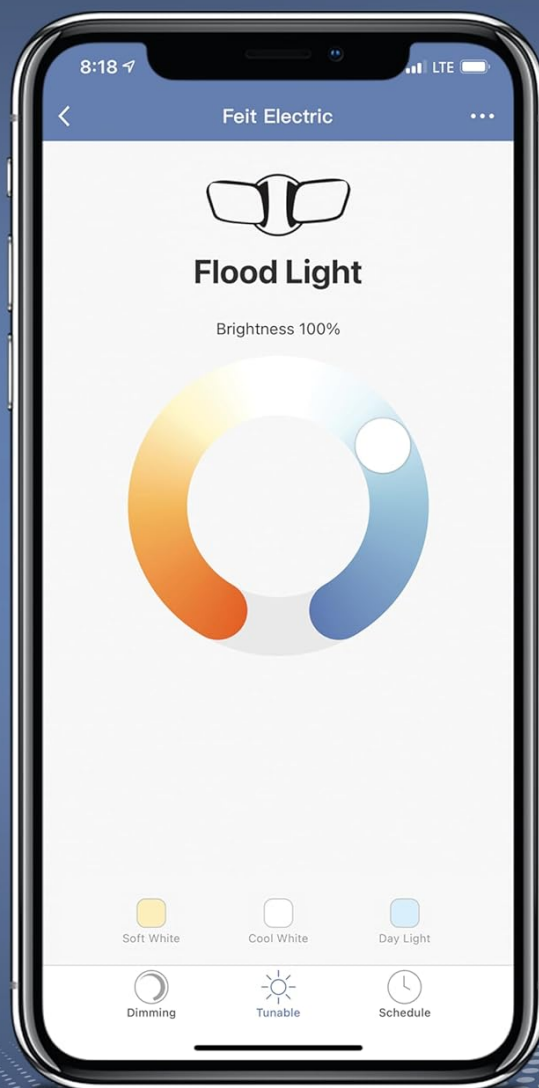 8:18 LTE
Feit Electric
Flood Light
Brightness 100%
Soft White Cool White Day Light
Dimming Tunable Schedule